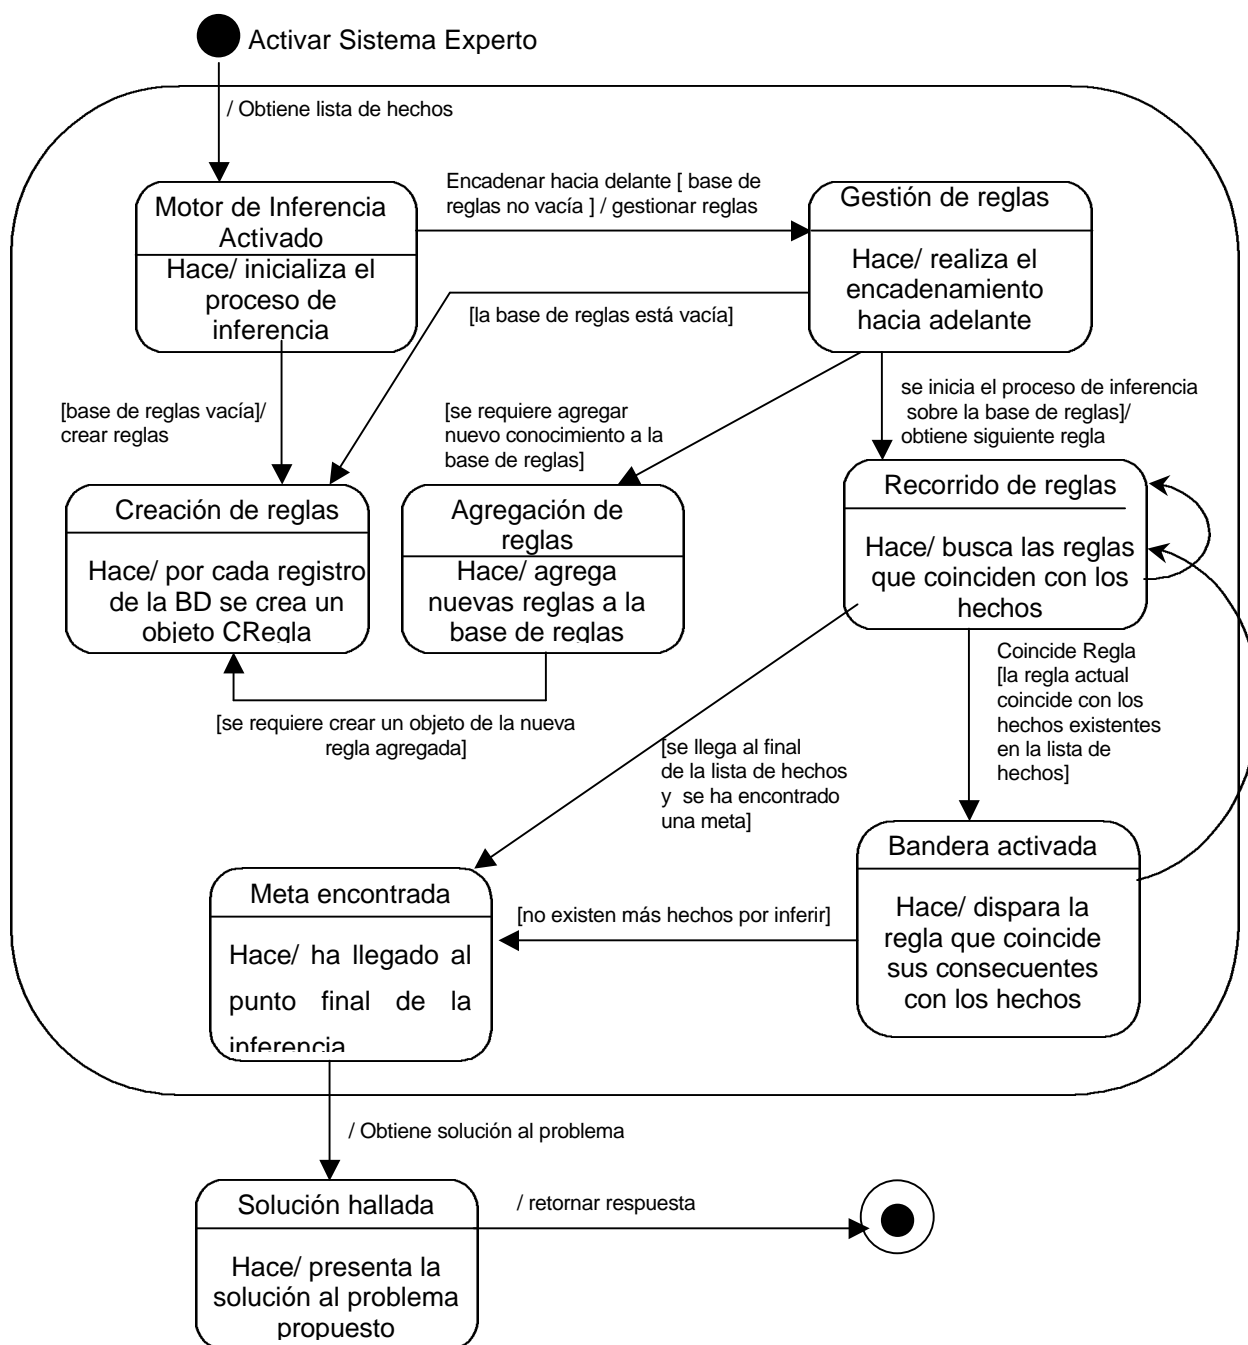 Activar Sistema Experto
/ Obtiene lista de hechos
Motor de Inferencia
Activado
Hace/ inicializa el
proceso de
inferencia
Encadenar hacia delante [ base de
reglas no vacía ] / gestionar reglas
Gestión de reglas
Hace/ realiza el
encadenamiento
hacia adelante
[la base de reglas está vacía]
[base de reglas vacía]/
crear reglas
[se requiere agregar
nuevo conocimiento a la
base de reglas]
se inicia el proceso de inferencia
sobre la base de reglas]/
obtiene siguiente regla
Creación de reglas
Hace/ por cada registro
de la BD se crea un
objeto CRegla
Agregación de
reglas
Hace/ agrega
nuevas reglas a la
base de reglas
Recorrido de reglas
Hace/ busca las reglas
que coinciden con los
hechos
[se requiere crear un objeto de la nueva
regla agregada]
Coincide Regla
[la regla actual
coincide con los
hechos existentes
en la lista de
hechos]
[se llega al final
de la lista de hechos
y se ha encontrado
una meta]
Bandera activada
Hace/ dispara la
regla que coincide
sus consecuentes
con los hechos
[no existen más hechos por inferir]
Meta encontrada
Hace/ ha llegado al
punto final de la
inferencia
/ Obtiene solución al problema
Solución hallada
Hace/ presenta la
solución al problema
propuesto
/ retornar respuesta